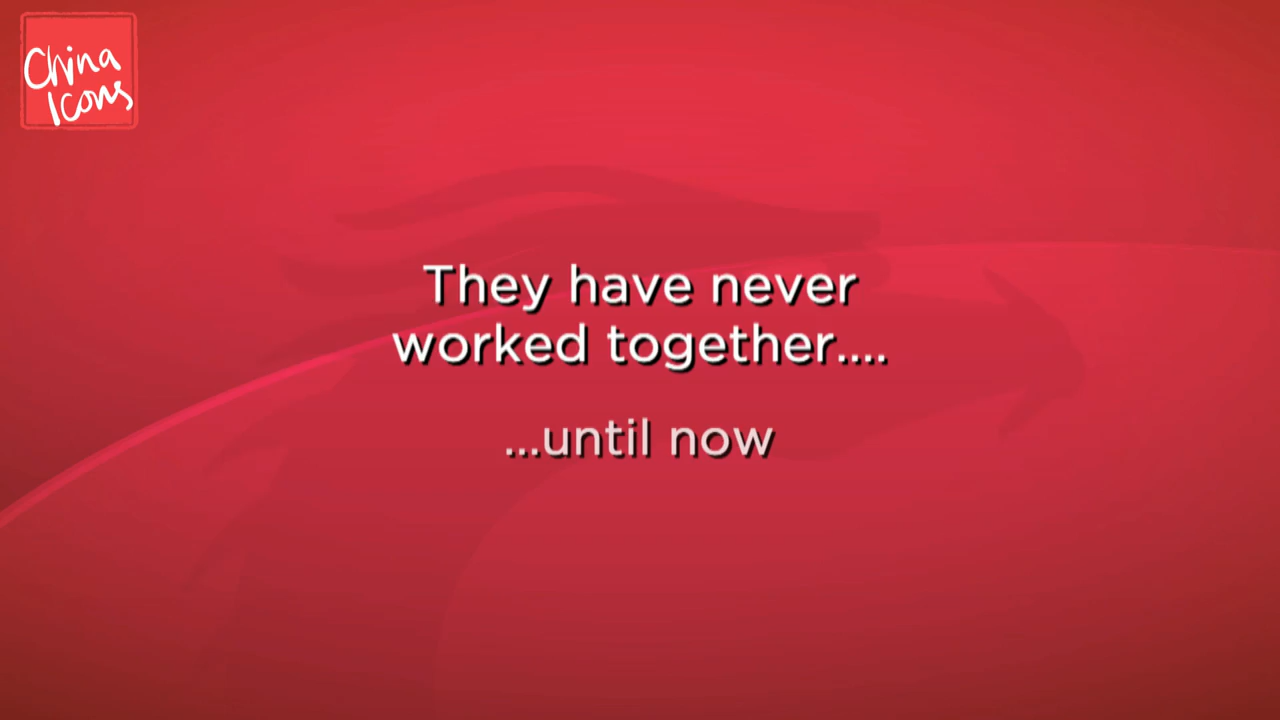 China
Icons
They have never
worked together....
...until now